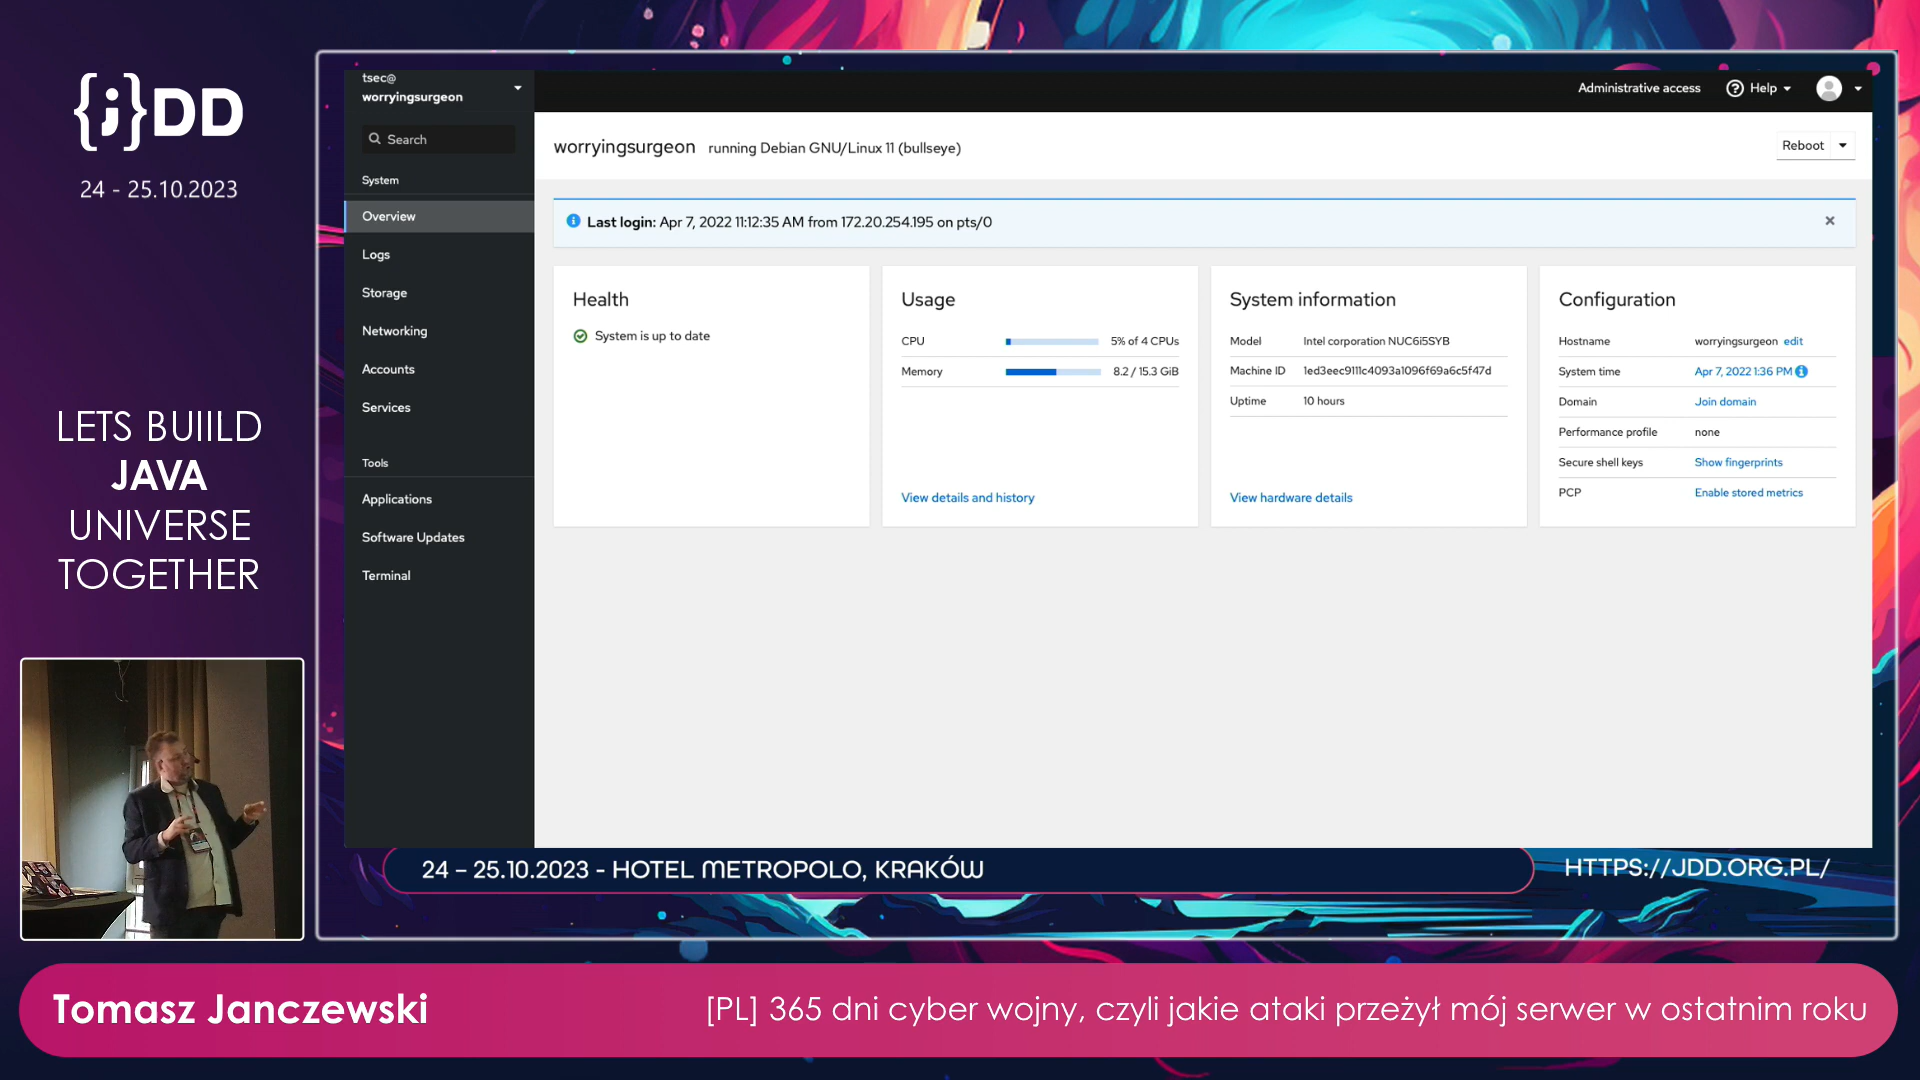 {j}DD
24 - 25.10.2023
LETS BUIILD
JAVA
UNIVERSE
TOGETHER
tsec@
worryingsurgeon
Search
System
Overview
Logs
Storage
Networking
Accounts
Services
Tools
Applications
Software Updates
Terminal
Administrative access
Help
worryingsurgeon running Debian GNU/Linux 11 (bullseye)
Reboot
Last login: Apr 7, 2022 11:12:35 AM from 172.20.254.195 on pts/0
Health
System is up to date
Usage
CPU 5% of 4 CPUs
Memory 8.2 / 15.3 GiB
View details and history
System information
Model Intel corporation NUC6i5SYB
Machine ID 1ed3eec9111c4093a1096f69a6c5f47d
Uptime 10 hours
View hardware details
Configuration
Hostname worryingsurgeon edit
System time Apr 7, 2022 1:36 PM
Domain Join domain
Performance profile none
Secure shell keys Show fingerprints
PCP Enable stored metrics
24 – 25.10.2023 - HOTEL METROPOLO, KRAKÓW
HTTPS://JDD.ORG.PL/
Tomasz Janczewski
[PL] 365 dni cyber wojny, czyli jakie ataki przeżył mój serwer w ostatnim roku